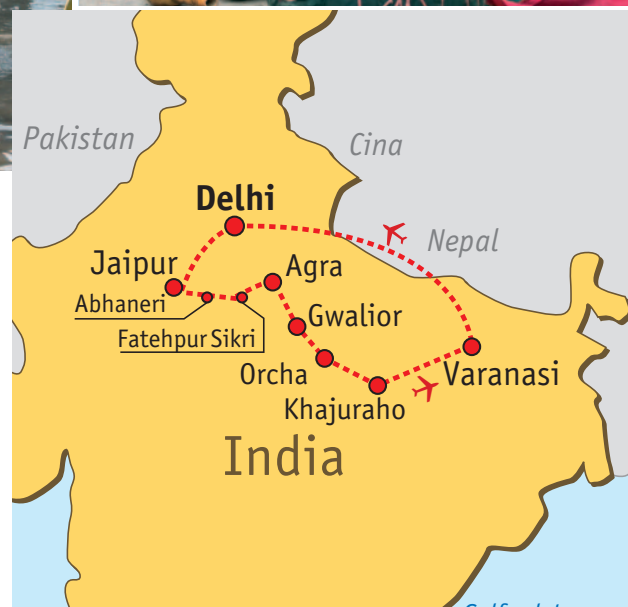 Pakistan
Cina
Delhi
Nepal
Jaipur
Agra
Abhaneri
Gwalior
Fatehpur Sikri
Orcha
Varanasi
Khajuraho
India